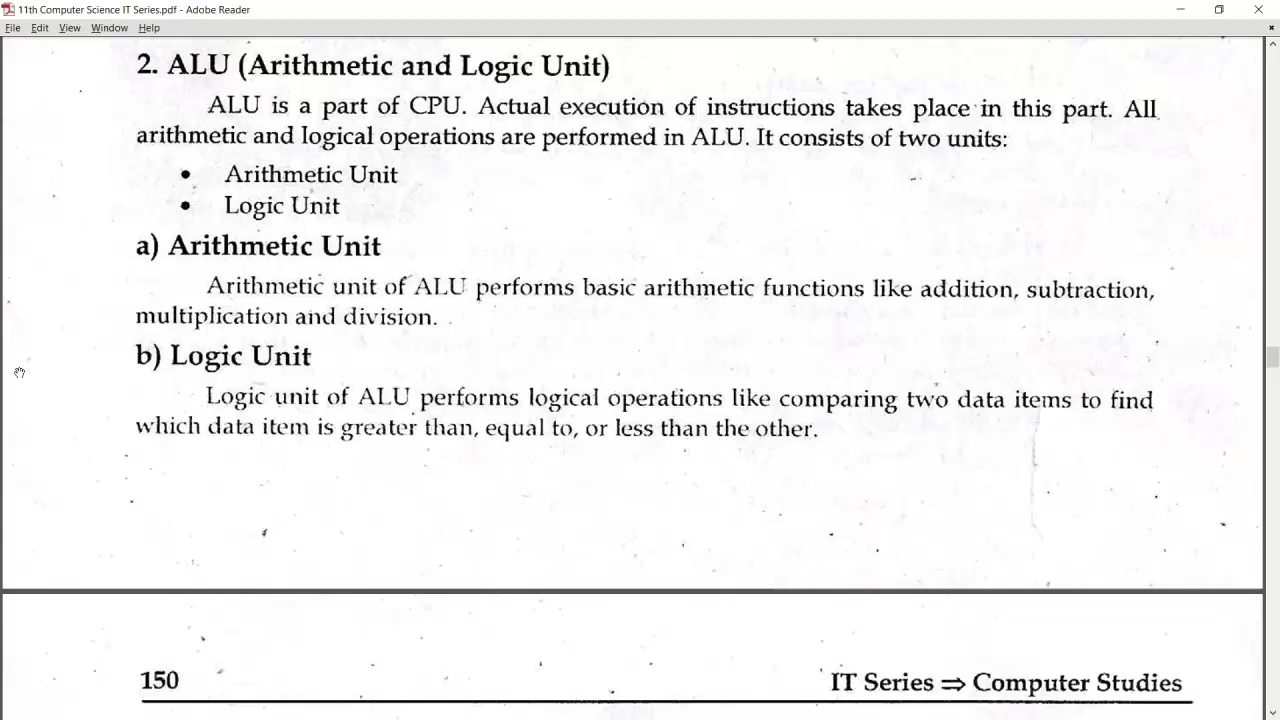 11th Computer Science IT Series.pdf - Adobe Reader
File Edit View Window Help
2. ALU (Arithmetic and Logic Unit)
ALU is a part of CPU. Actual execution of instructions takes place in this part. All
arithmetic and logical operations are performed in ALU. It consists of two units:
• Arithmetic Unit
• Logic Unit
a) Arithmetic Unit
Arithmetic unit of ALU performs basic arithmetic functions like addition, subtraction,
multiplication and division.
b) Logic Unit
Logic unit of ALU performs logical operations like comparing two data items to find
which data item is greater than, equal to, or less than the other.
150 IT Series ⇒ Computer Studies